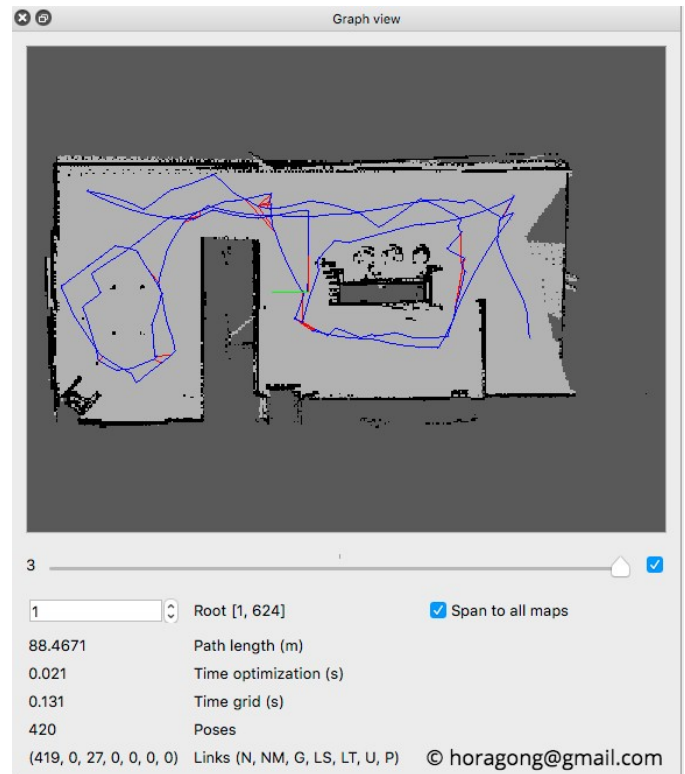 Graph view
3
1 Root [1, 624] Span to all maps
88.4671 Path length (m)
0.021 Time optimization (s)
0.131 Time grid (s)
420 Poses
(419, 0, 27, 0, 0, 0, 0) Links (N, NM, G, LS, LT, U, P) © horagong@gmail.com